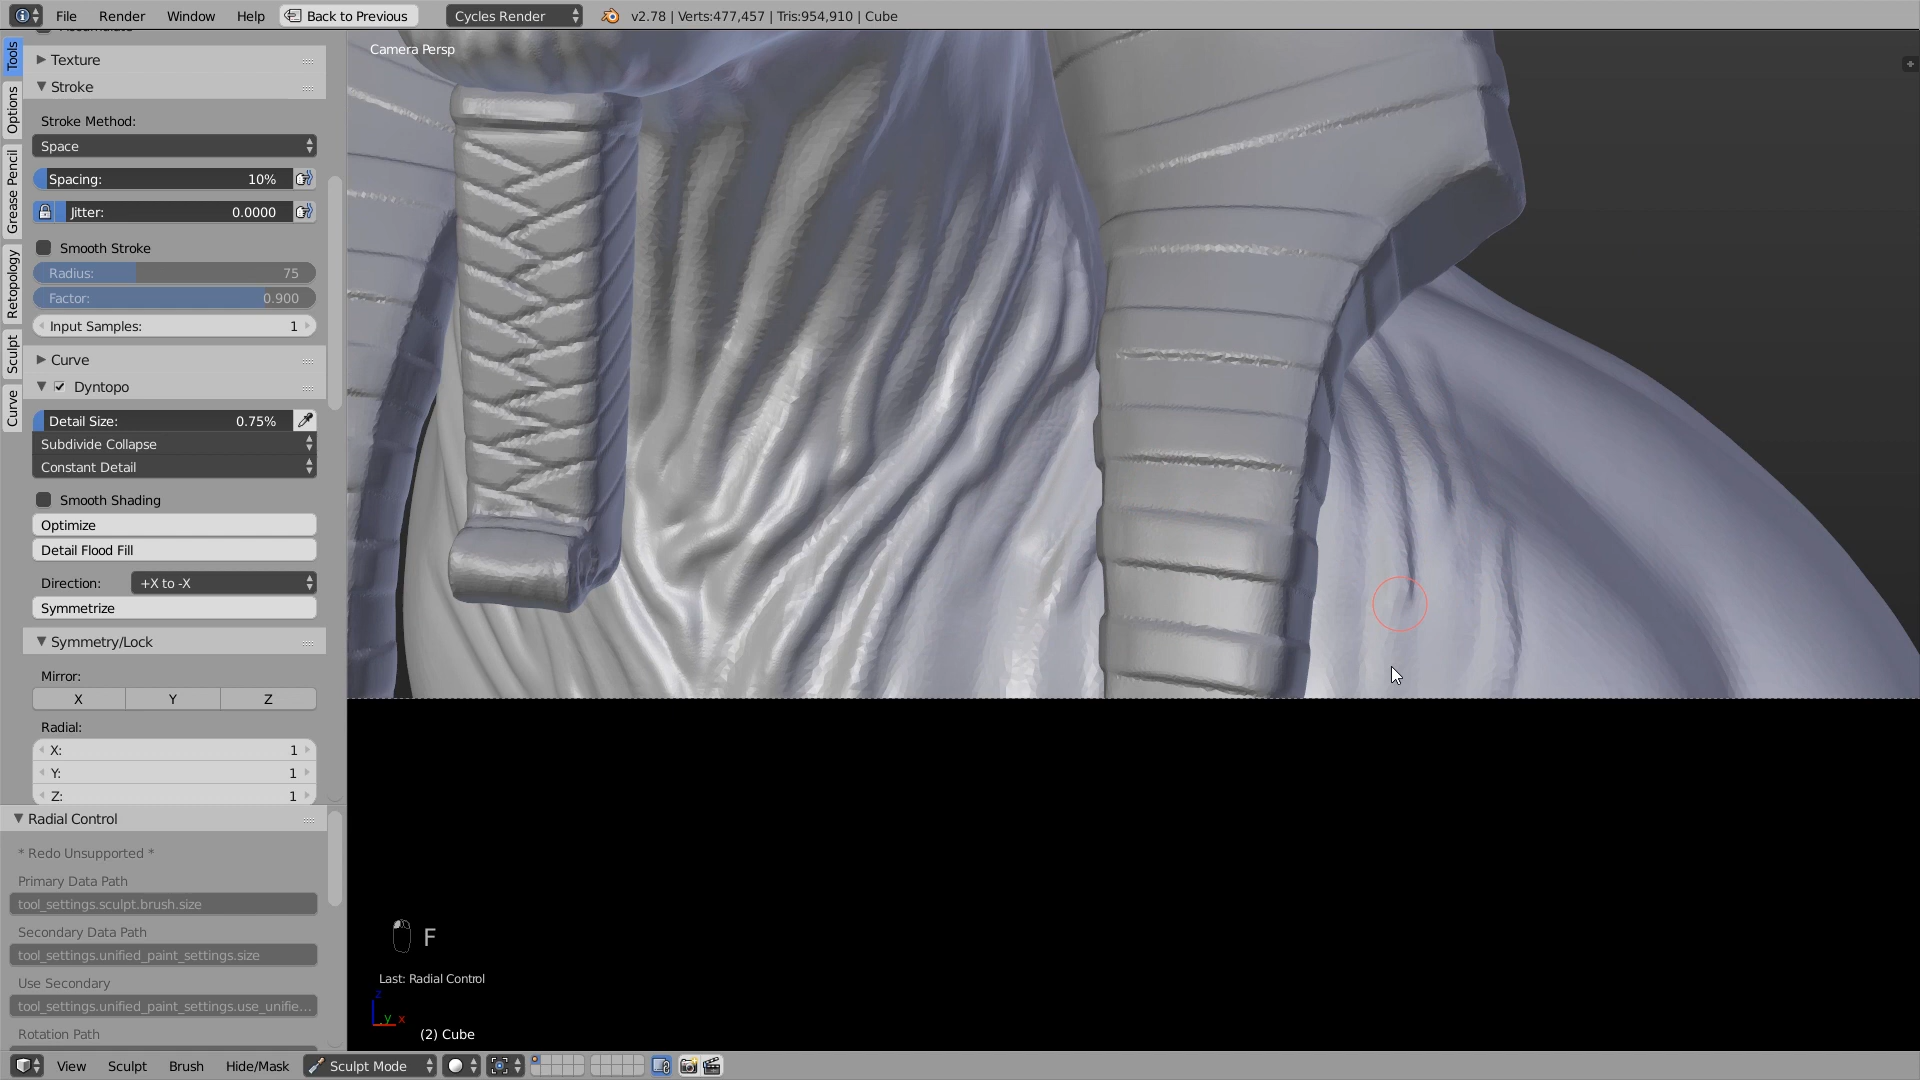 File Window Render Help Back to Previous Cycles Render v2.78 | Verts:477,457 | Tris:954,910 | Cube
Camera Persp
Tools
Options
Grease Pencil
Retopology
Sculpt
Curve
Texture
Stroke
Stroke Method:
Space
Spacing: 10%
Jitter: 0.0000
Smooth Stroke
Radius: 75
Factor: 0.900
Input Samples: 1
Curve
Dyntopo
Detail Size: 0.75%
Subdivide Collapse
Constant Detail
Smooth Shading
Optimize
Detail Flood Fill
Direction: +X to -X
Symmetrize
Symmetry/Lock
Mirror:
X Y Z
Radial:
X: 1
Y: 1
Z: 1
Radial Control
* Redo Unsupported *
Primary Data Path
tool_settings.sculpt.brush.size
Secondary Data Path
tool_settings.unified_paint_settings.size
Use Secondary
tool_settings.unified_paint_settings.use_unifie...
Rotation Path
F
Last: Radial Control
z
y x
(2) Cube
View Sculpt Brush Hide/Mask Sculpt Mode